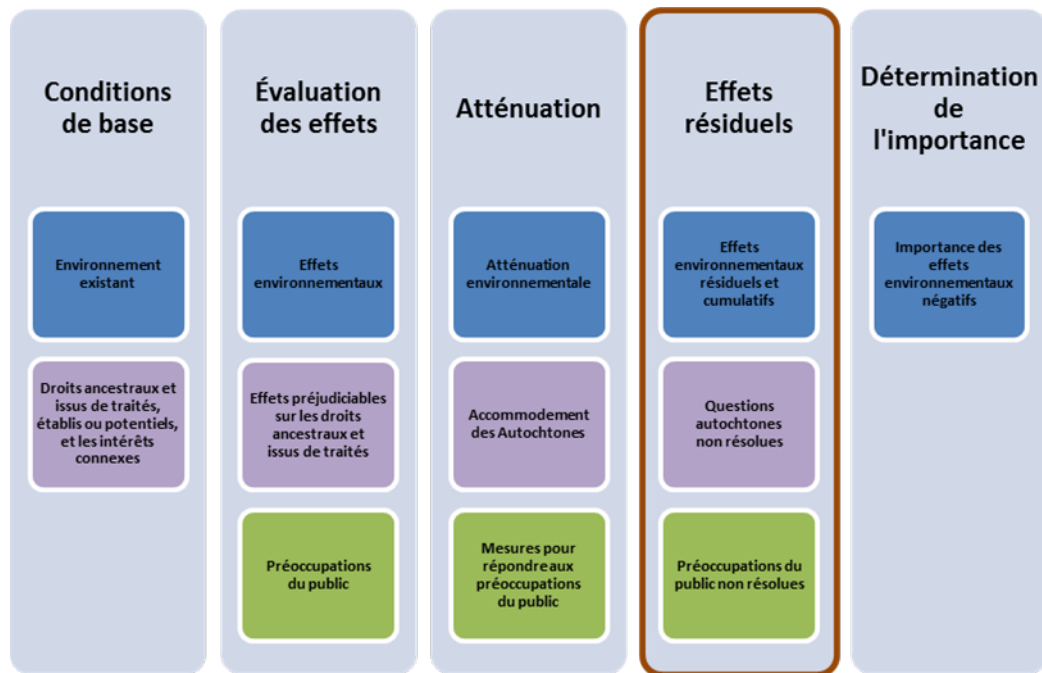 Conditions
de base
Environnement
existant
Droits ancestraux et
issus de traités,
établis ou potentiels,
et les intérêts
connexes
Évaluation
des effets
Effets
environnementaux
Effets préjudiciables
sur les droits
ancestraux et
issus de traités
Préoccupations
du public
Atténuation
Atténuation
environnementale
Accommodement
des Autochtones
Mesures pour
répondre aux
préoccupations
du public
Effets
résiduels
Effets
environnementaux
résiduels et
cumulatifs
Questions
autochtones
non résolues
Préoccupations du
public non résolues
Détermination
de
l'importance
Importance des
effets
environnementaux
négatifs